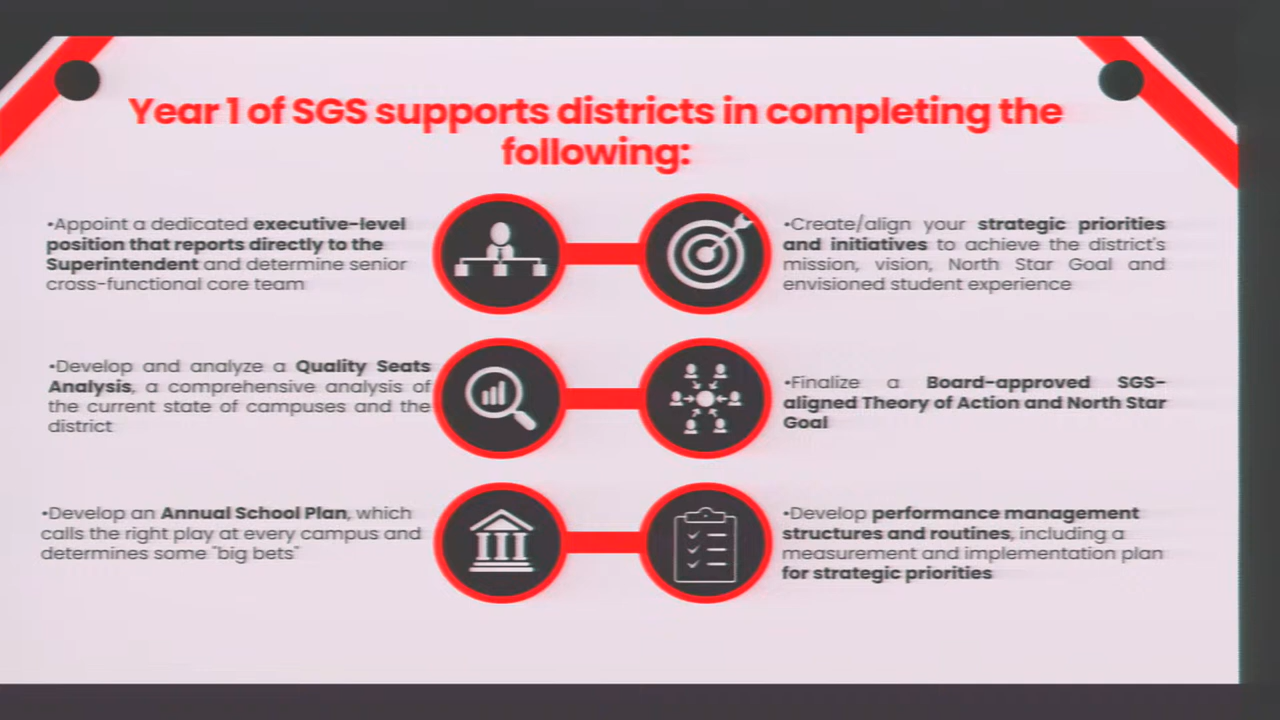 Year 1 of SGS supports districts in completing the
following:
•Appoint a dedicated executive-level
position that reports directly to the
Superintendent and determine senior
cross-functional core team
•Create/align your strategic priorities
and initiatives to achieve the district's
mission, vision, North Star Goal and
envisioned student experience
•Develop and analyze a Quality Seats
Analysis, a comprehensive analysis of
the current state of campuses and the
district
•Finalize a Board-approved SGS-
aligned Theory of Action and North Star
Goal
•Develop an Annual School Plan, which
calls the right play at every campus and
determines some "big bets"
•Develop performance management
structures and routines, including a
measurement and implementation plan
for strategic priorities